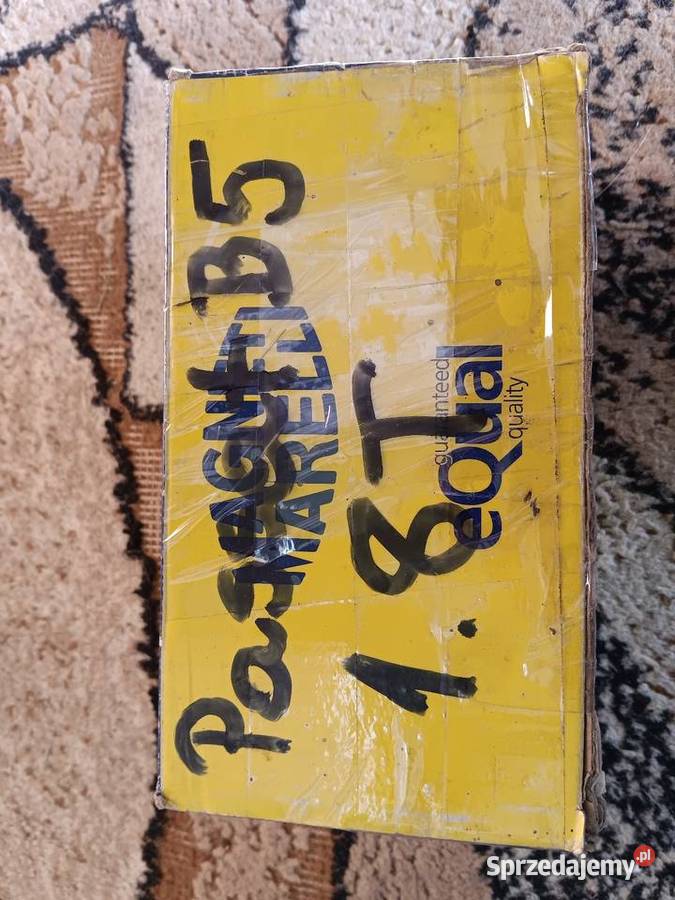 Passat B5
1.8T
MAGNETI
MARELLI
guaranteed
eQual
quality
Sprzedajemy.pl